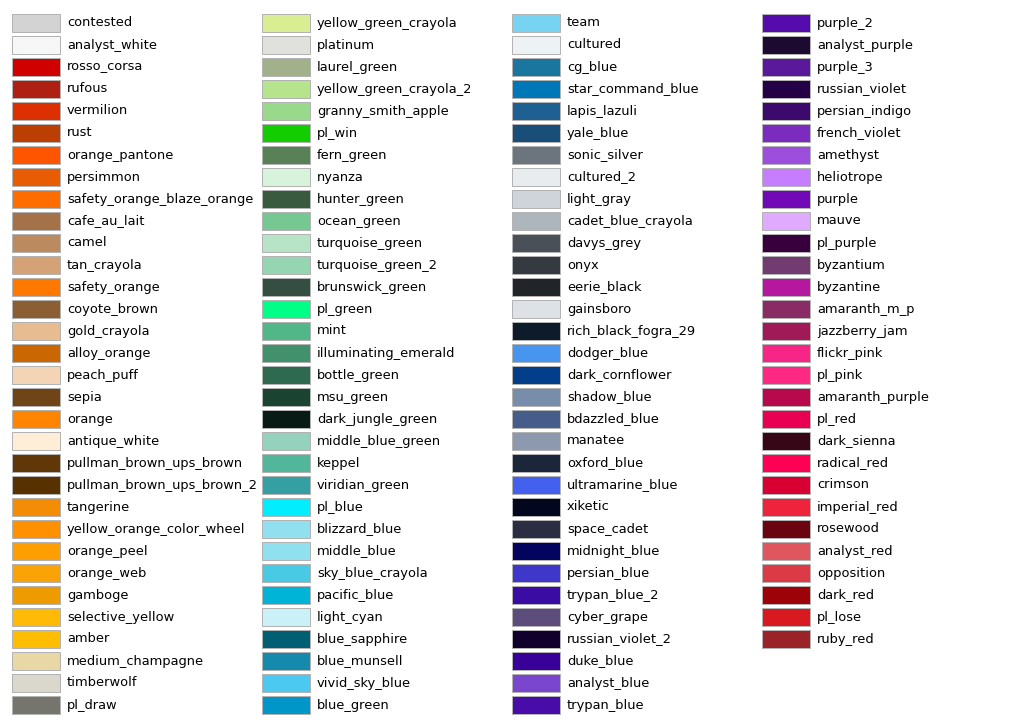 contested
analyst_white
rosso_corsa
rufous
vermilion
rust
orange_pantone
persimmon
safety_orange_blaze_orange
cafe_au_lait
camel
tan_crayola
safety_orange
coyote_brown
gold_crayola
alloy_orange
peach_puff
sepia
orange
antique_white
pullman_brown_ups_brown
pullman_brown_ups_brown_2
tangerine
yellow_orange_color_wheel
orange_peel
orange_web
gamboge
selective_yellow
amber
medium_champagne
timberwolf
pl_draw
yellow_green_crayola
platinum
laurel_green
yellow_green_crayola_2
granny_smith_apple
pl_win
fern_green
nyanza
hunter_green
ocean_green
turquoise_green
turquoise_green_2
brunswick_green
pl_green
mint
illuminating_emerald
bottle_green
msu_green
dark_jungle_green
middle_blue_green
keppel
viridian_green
pl_blue
blizzard_blue
middle_blue
sky_blue_crayola
pacific_blue
light_cyan
blue_sapphire
blue_munsell
vivid_sky_blue
blue_green
team
cultured
cg_blue
star_command_blue
lapis_lazuli
yale_blue
sonic_silver
cultured_2
light_gray
cadet_blue_crayola
davys_grey
onyx
eerie_black
gainsboro
rich_black_fogra_29
dodger_blue
dark_cornflower
shadow_blue
bdazzled_blue
manatee
oxford_blue
ultramarine_blue
xiketic
space_cadet
midnight_blue
persian_blue
trypan_blue_2
cyber_grape
russian_violet_2
duke_blue
analyst_blue
trypan_blue
purple_2
analyst_purple
purple_3
russian_violet
persian_indigo
french_violet
amethyst
heliotrope
purple
mauve
pl_purple
byzantium
byzantine
amaranth_m_p
jazzberry_jam
flickr_pink
pl_pink
amaranth_purple
pl_red
dark_sienna
radical_red
crimson
imperial_red
rosewood
analyst_red
opposition
dark_red
pl_lose
ruby_red